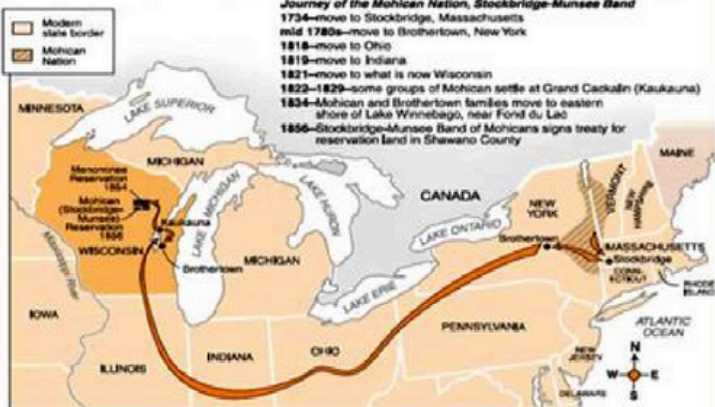 Journey of the Mohican Nation, Stockbridge-Munsee Band
1734–move to Stockbridge, Massachusetts
mid 1780s–move to Brothertown, New York
1818–move to Ohio
1819–move to Indiana
1821–move to what is now Wisconsin
1822–1829–some groups of Mohican settle at Grand Cackalin (Kaukauna)
1834–Mohican and Brothertown families move to eastern
shore of Lake Winnebago, near Fond du Lac
1856–Stockbridge-Munsee Band of Mohicans signs treaty for
reservation land in Shawano County
Modern
state border
Mohican
Nation
MINNESOTA
LAKE SUPERIOR
MICHIGAN
Menominee
Reservation
1854
Mohican
(Stockbridge-
Munsee)
Reservation
1856
Kaukauna
WISCONSIN
Brothertown
Mississippi River
LAKE MICHIGAN
MICHIGAN
LAKE HURON
CANADA
LAKE ONTARIO
LAKE ERIE
NEW
YORK
Brothertown
VERMONT
NEW
HAMPSHIRE
MAINE
MASSACHUSETTS
Stockbridge
CONN-
ECTICUT
RHODE
ISLAND
IOWA
ILLINOIS
INDIANA
OHIO
PENNSYLVANIA
NEW
JERSEY
DELAWARE
ATLANTIC
OCEAN
N
W
E
S